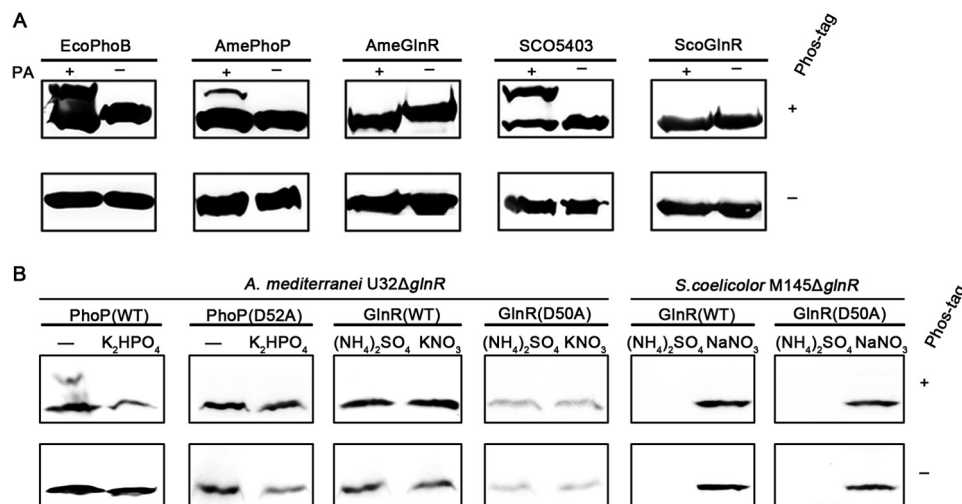 A
EcoPhoB AmePhoP AmeGlnR SCO5403 ScoGlnR
PA + − + − + − + − + −
Phos-tag
+
−
B
A. mediterranei U32ΔglnR S.coelicolor M145ΔglnR
PhoP(WT) PhoP(D52A) GlnR(WT) GlnR(D50A) GlnR(WT) GlnR(D50A)
— K₂HPO₄ — K₂HPO₄ (NH₄)₂SO₄ KNO₃ (NH₄)₂SO₄ KNO₃ (NH₄)₂SO₄ NaNO₃ (NH₄)₂SO₄ NaNO₃
Phos-tag
+
−